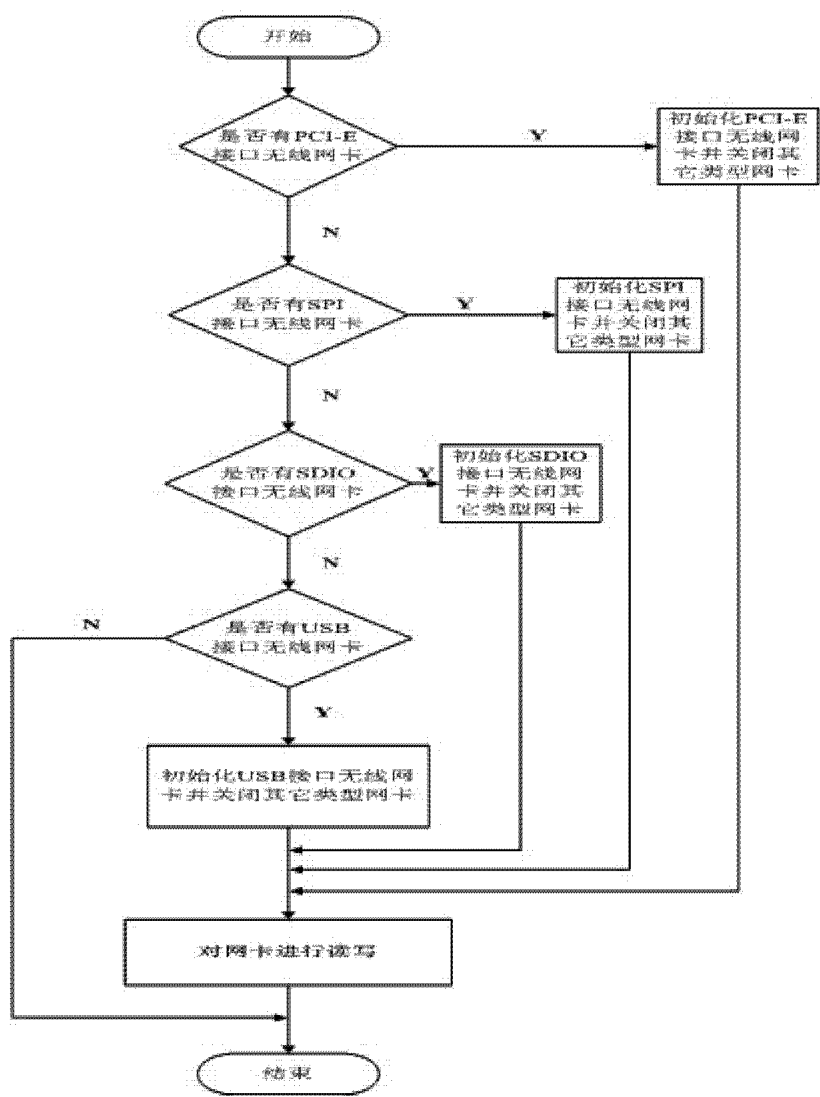 开始
是否有PCI-E
接口无线网卡
Y
初始化PCI-E
接口无线网
卡并关闭其
它类型网卡
N
是否有SPI
接口无线网卡
Y
初始化SPI
接口无线网
卡并关闭其
它类型网卡
N
是否有SDIO
接口无线网卡
Y
初始化SDIO
接口无线网
卡并关闭其
它类型网卡
N
是否有USB
接口无线网卡
N
Y
初始化USB接口无线网
卡并关闭其它类型网卡
对网卡进行读写
结束